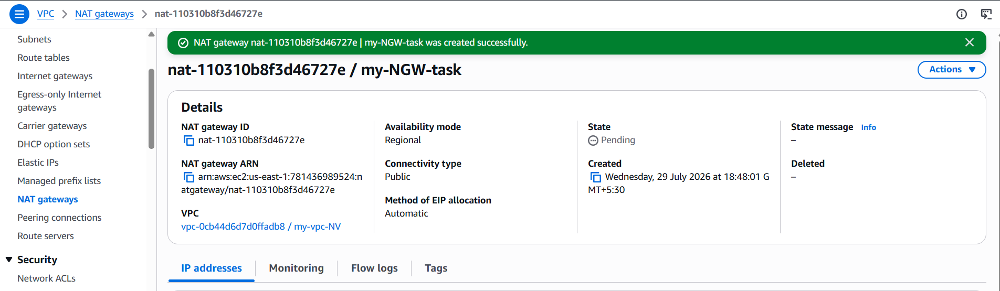 VPC > NAT gateways > nat-110310b8f3d46727e
Subnets
Route tables
Internet gateways
Egress-only Internet
gateways
Carrier gateways
DHCP option sets
Elastic IPs
Managed prefix lists
NAT gateways
Peering connections
Route servers
Security
Network ACLs
NAT gateway nat-110310b8f3d46727e | my-NGW-task was created successfully.
nat-110310b8f3d46727e / my-NGW-task
Actions
Details
NAT gateway ID
nat-110310b8f3d46727e
NAT gateway ARN
arn:aws:ec2:us-east-1:781436989524:n
atgateway/nat-110310b8f3d46727e
VPC
vpc-0cb44d6d7d0ffadb8 / my-vpc-NV
Availability mode
Regional
Connectivity type
Public
Method of EIP allocation
Automatic
State
Pending
Created
Wednesday, 29 July 2026 at 18:48:01 G
MT+5:30
State message Info
–
Deleted
–
IP addresses
Monitoring
Flow logs
Tags